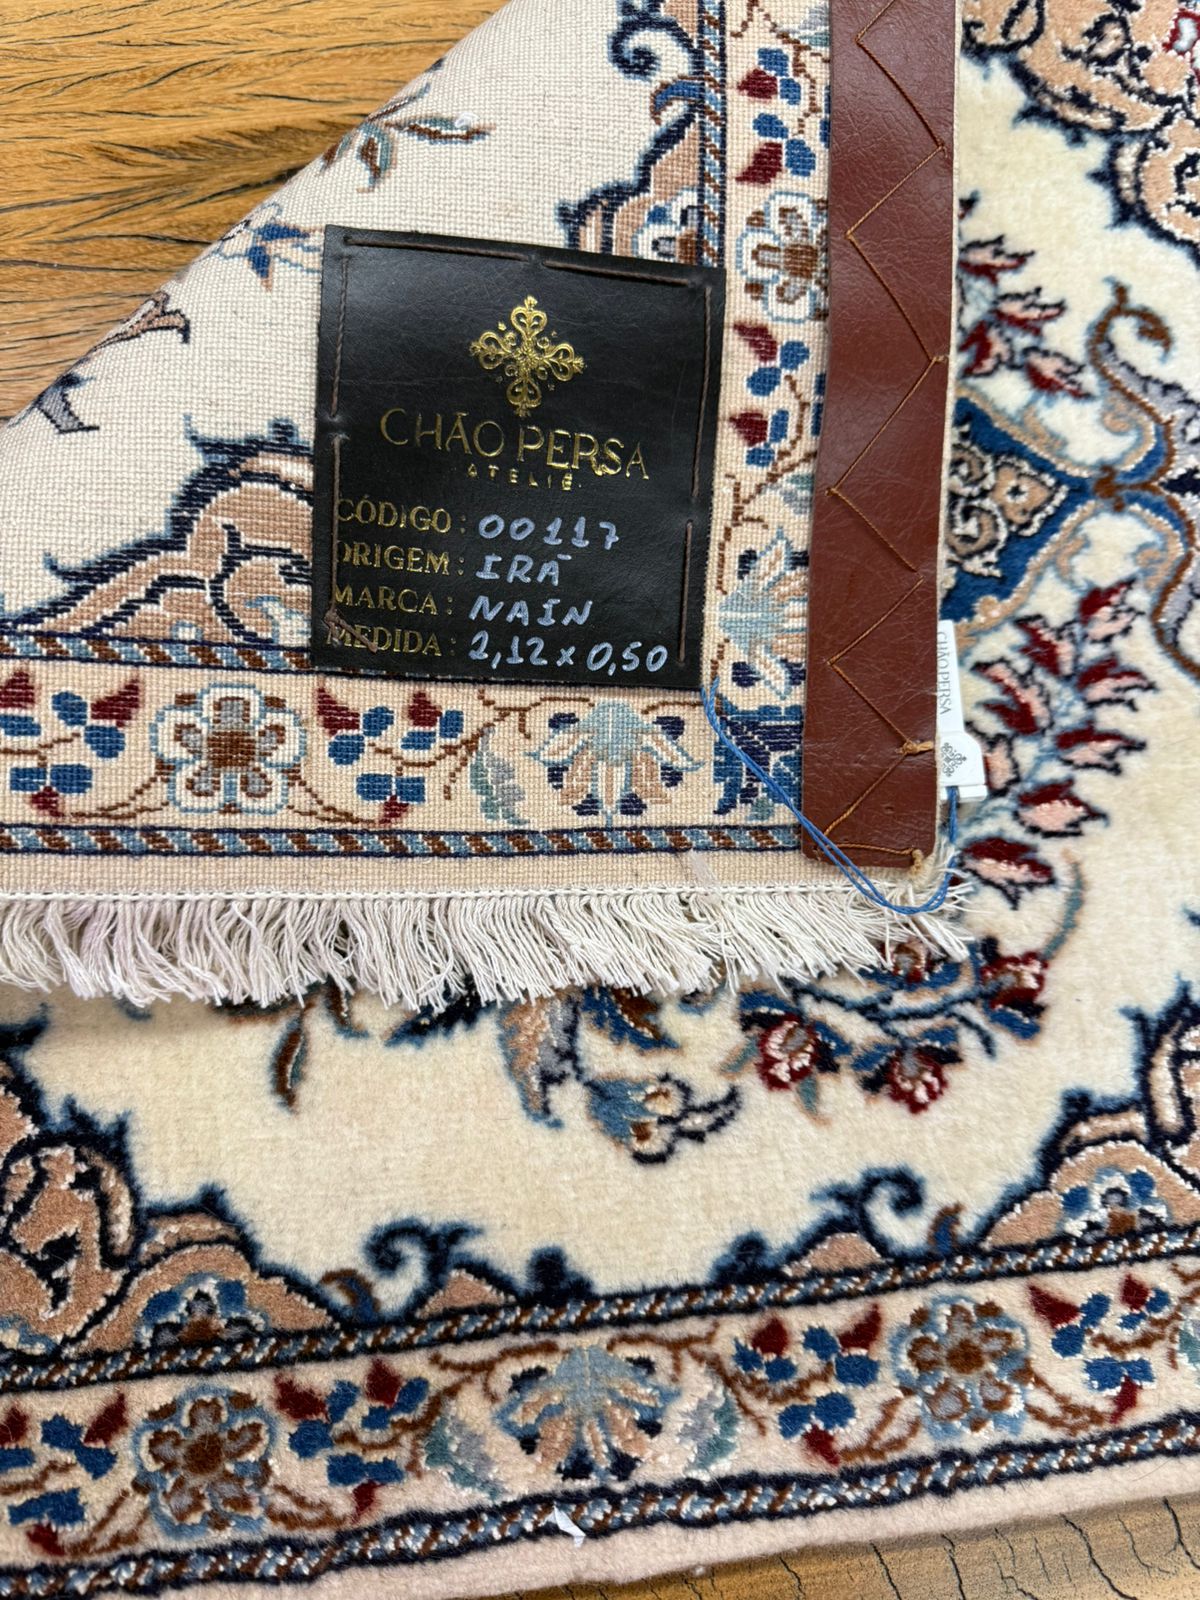 CHÃO PERSA
ATELIÊ
CÓDIGO: 00117
ORIGEM: IRÃ
MARCA: NAIN
MEDIDA: 2,12 x 0,50
CHÃO PERSA